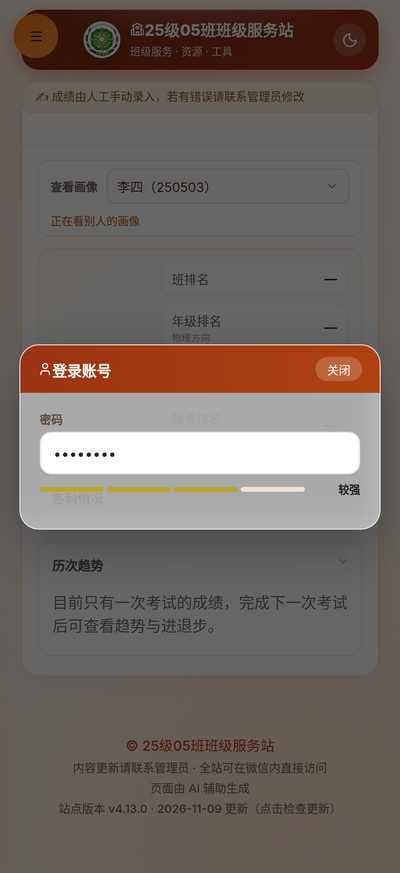 25级05班班级服务站
班级服务 · 资源 · 工具
✍ 成绩由人工手动录入，若有错误请联系管理员修改
查看画像
李四（250503）
正在看别人的画像
班排名
—
年级排名
—
物理方向
登录账号
关闭
密码
••••••••
较强
历次趋势
目前只有一次考试的成绩，完成下一次考试
后可查看趋势与进退步。
© 25级05班班级服务站
内容更新请联系管理员 · 全站可在微信内直接访问
页面由 AI 辅助生成
站点版本 v4.13.0 · 2026-11-09 更新（点击检查更新）